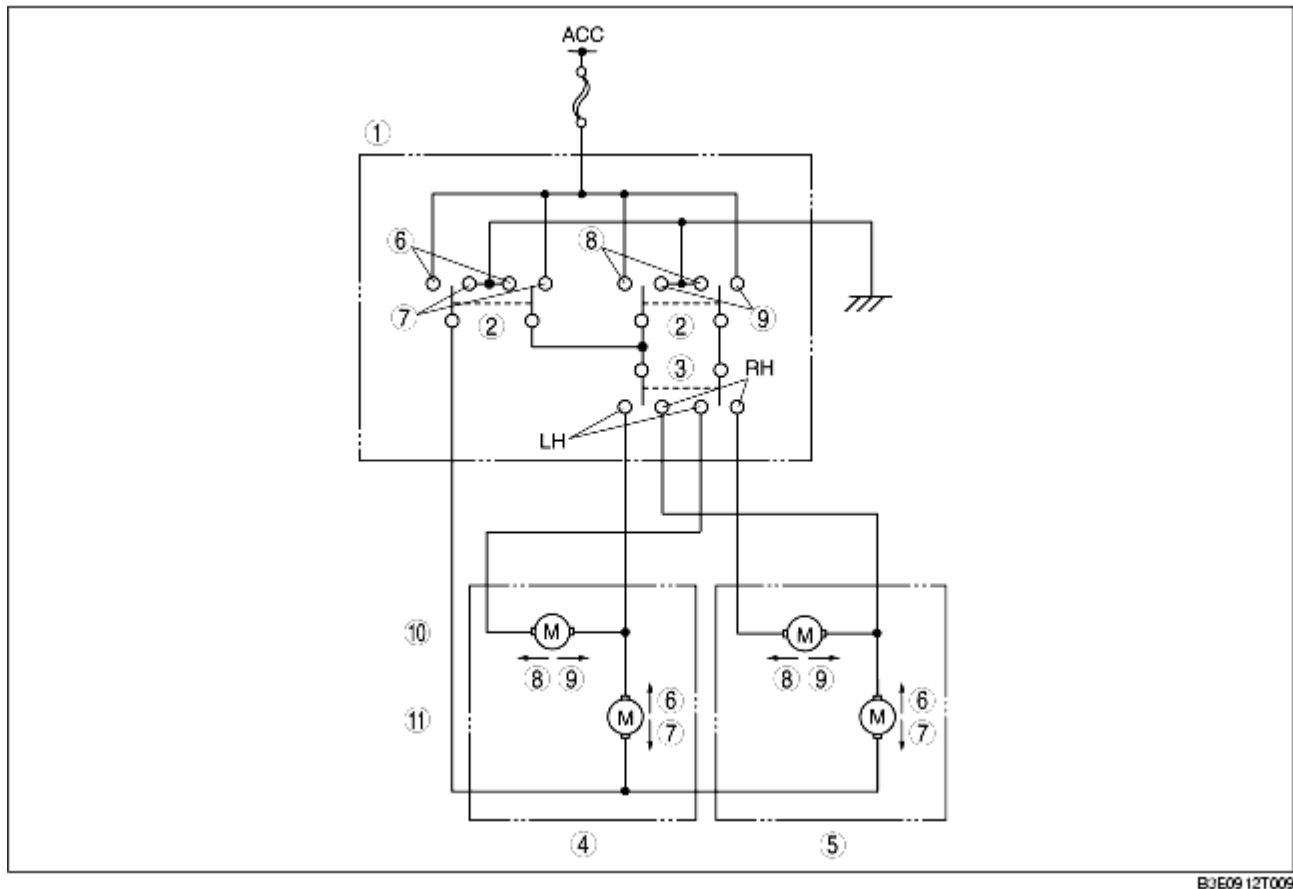 ACC
①
⑥
⑧
⑦
②
②
⑨
③
RH
LH
⑩
M
M
⑧ ⑨
⑧ ⑨
⑥
⑥
⑪
M
M
⑦
⑦
④
⑤
B3E0912T009